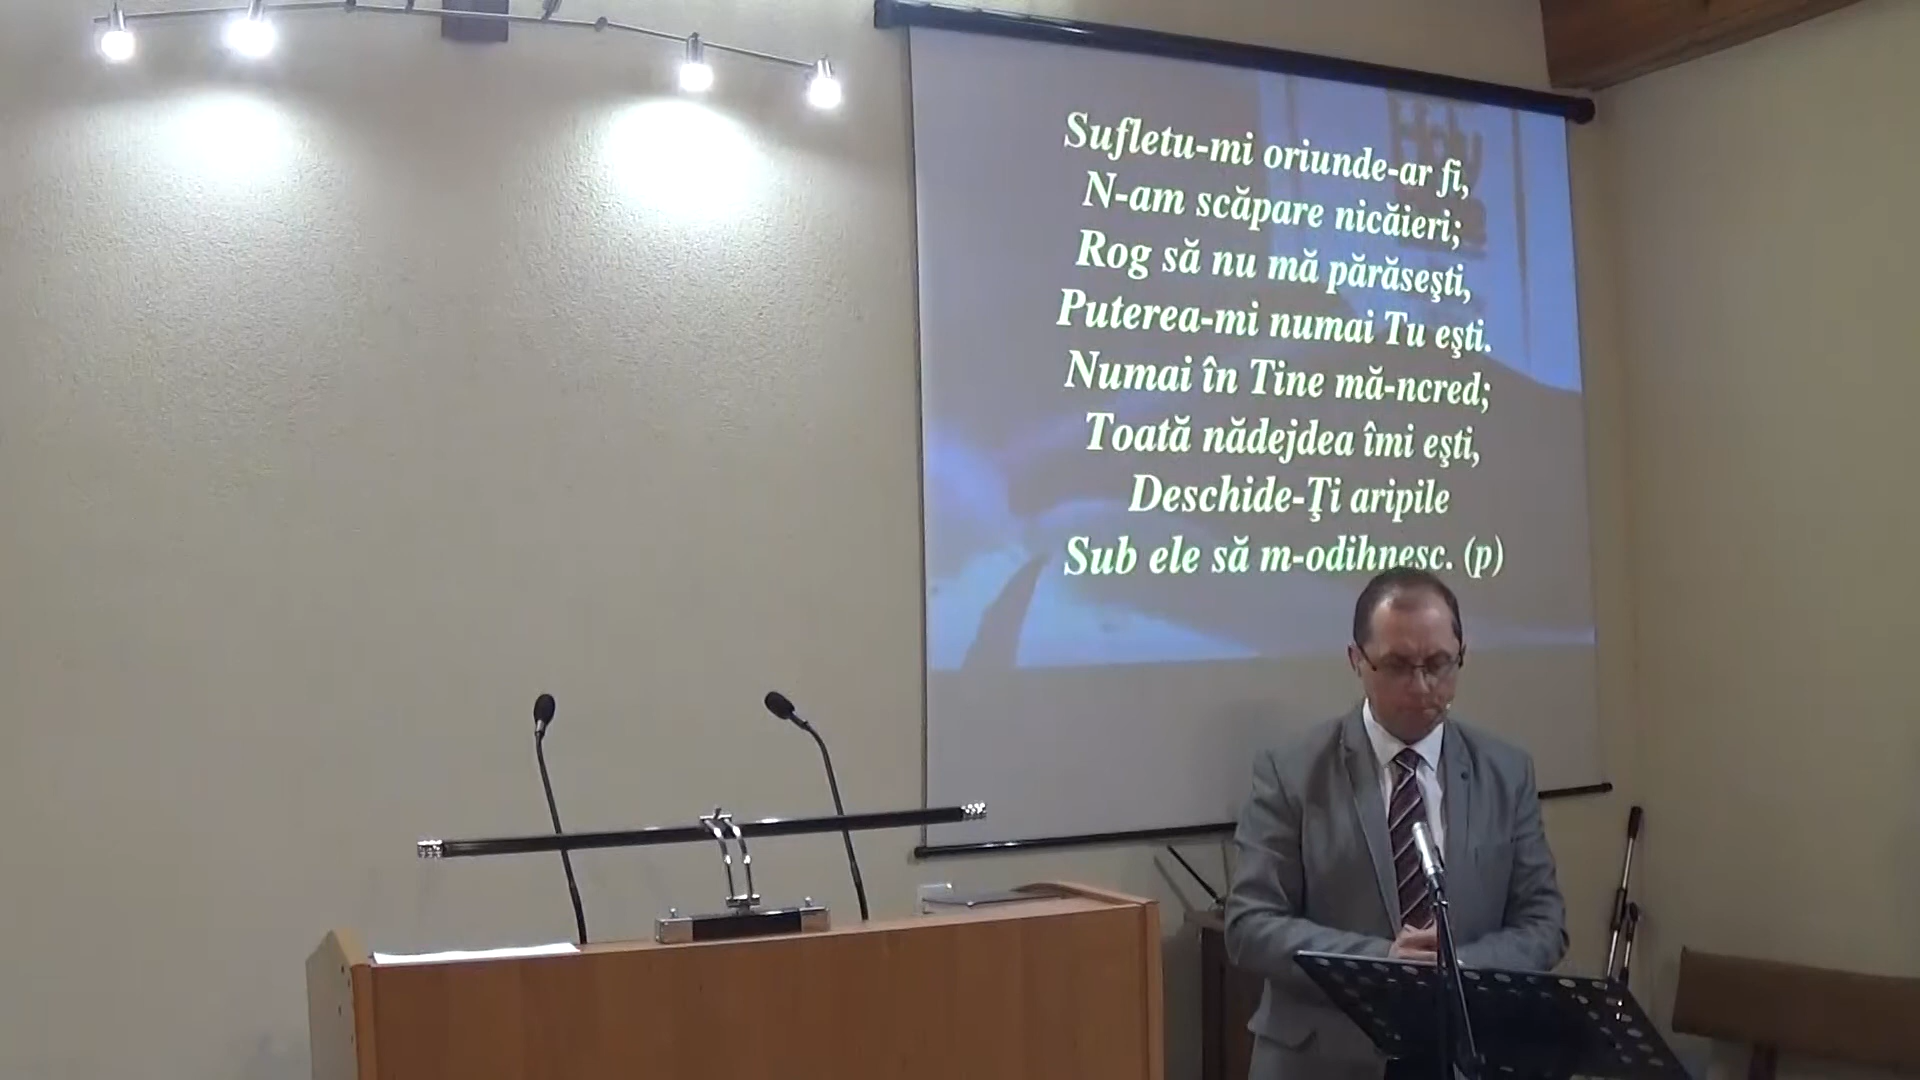 Holy
Sufletu-mi oriunde-ar fi,
N-am scăpare nicăieri;
Rog să nu mă părăseşti,
Puterea-mi numai Tu eşti.
Numai în Tine mă-ncred;
Toată nădejdea îmi eşti,
Deschide-Ţi aripile
Sub ele să m-odihnesc. (p)